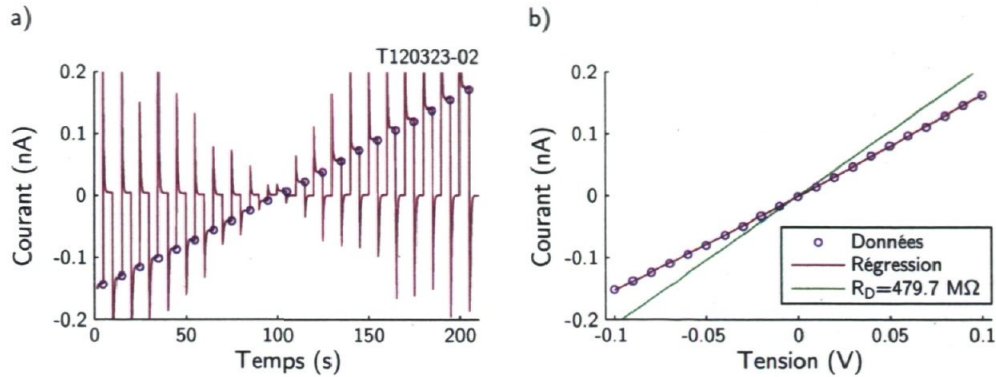 a)
T120323-02
Courant (nA)
0.2
0.1
0
-0.1
-0.2
0 50 100 150 200
Temps (s)
b)
Courant (nA)
0.2
0.1
0
-0.1
-0.2
-0.1 -0.05 0 0.05 0.1
Tension (V)
Données
Régression
R_D=479.7 MΩ